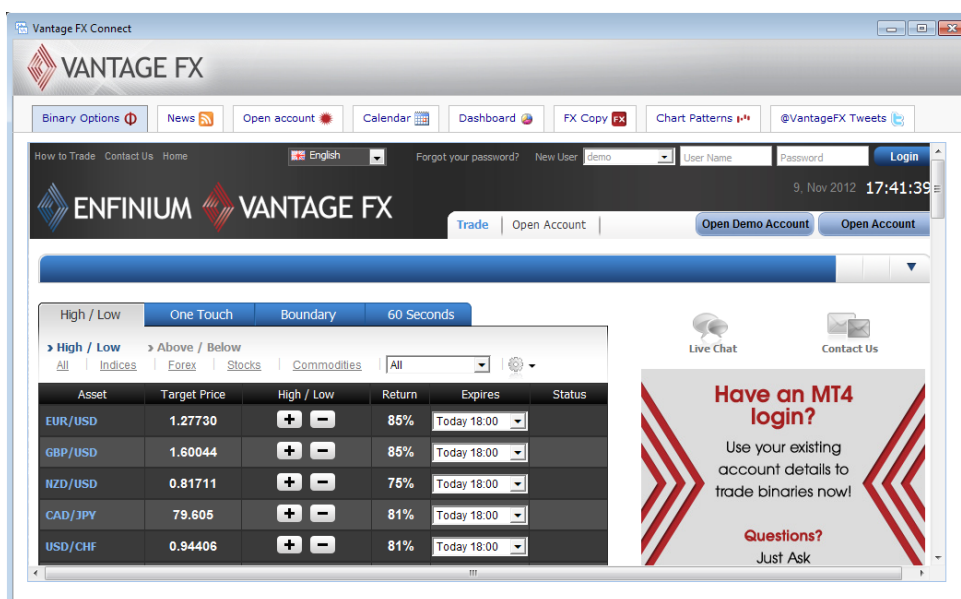 Vantage FX Connect
VANTAGE FX
Binary Options News Open account Calendar Dashboard FX Copy FX Chart Patterns @VantageFX Tweets
How to Trade Contact Us Home English Forgot your password? New User demo User Name Password Login
9, Nov 2012 17:41:39
ENFINIUM VANTAGE FX
Trade Open Account Open Demo Account Open Account
High / Low One Touch Boundary 60 Seconds
High / Low Above / Below
All Indices Forex Stocks Commodities All
Asset Target Price High / Low Return Expires Status
EUR/USD 1.27730 + − 85% Today 18:00
GBP/USD 1.60044 + − 85% Today 18:00
NZD/USD 0.81711 + − 75% Today 18:00
CAD/JPY 79.605 + − 81% Today 18:00
USD/CHF 0.94406 + − 81% Today 18:00
Live Chat Contact Us
Have an MT4
login?
Use your existing
account details to
trade binaries now!
Questions?
Just Ask